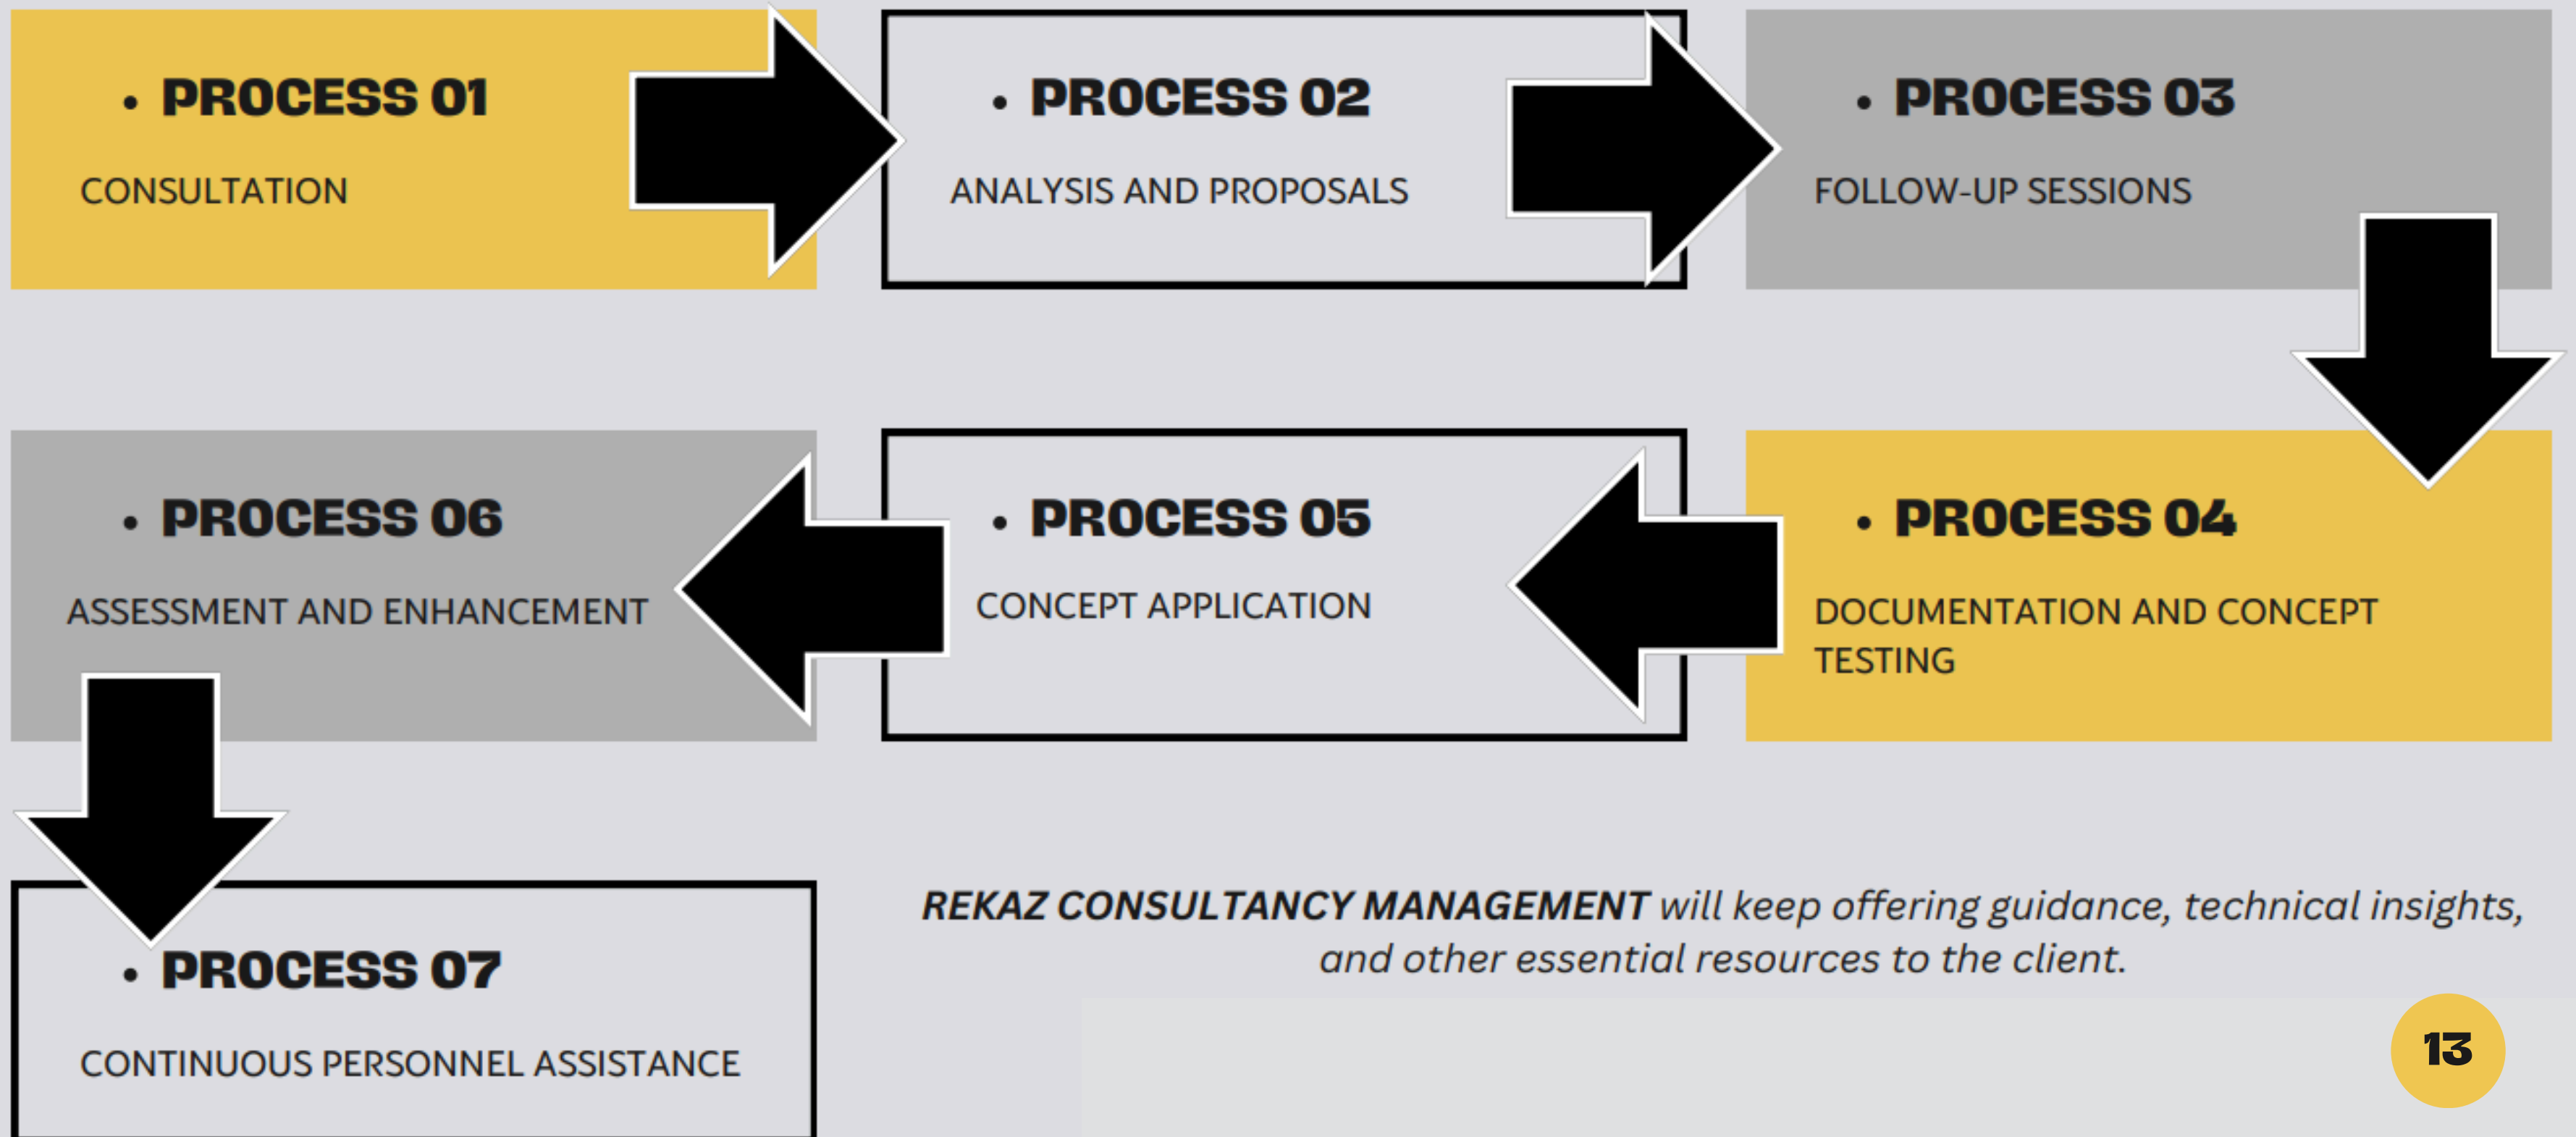 • PROCESS 01
CONSULTATION
• PROCESS 02
ANALYSIS AND PROPOSALS
• PROCESS 03
FOLLOW-UP SESSIONS
• PROCESS 04
DOCUMENTATION AND CONCEPT
TESTING
• PROCESS 05
CONCEPT APPLICATION
• PROCESS 06
ASSESSMENT AND ENHANCEMENT
• PROCESS 07
CONTINUOUS PERSONNEL ASSISTANCE
REKAZ CONSULTANCY MANAGEMENT will keep offering guidance, technical insights,
and other essential resources to the client.
13